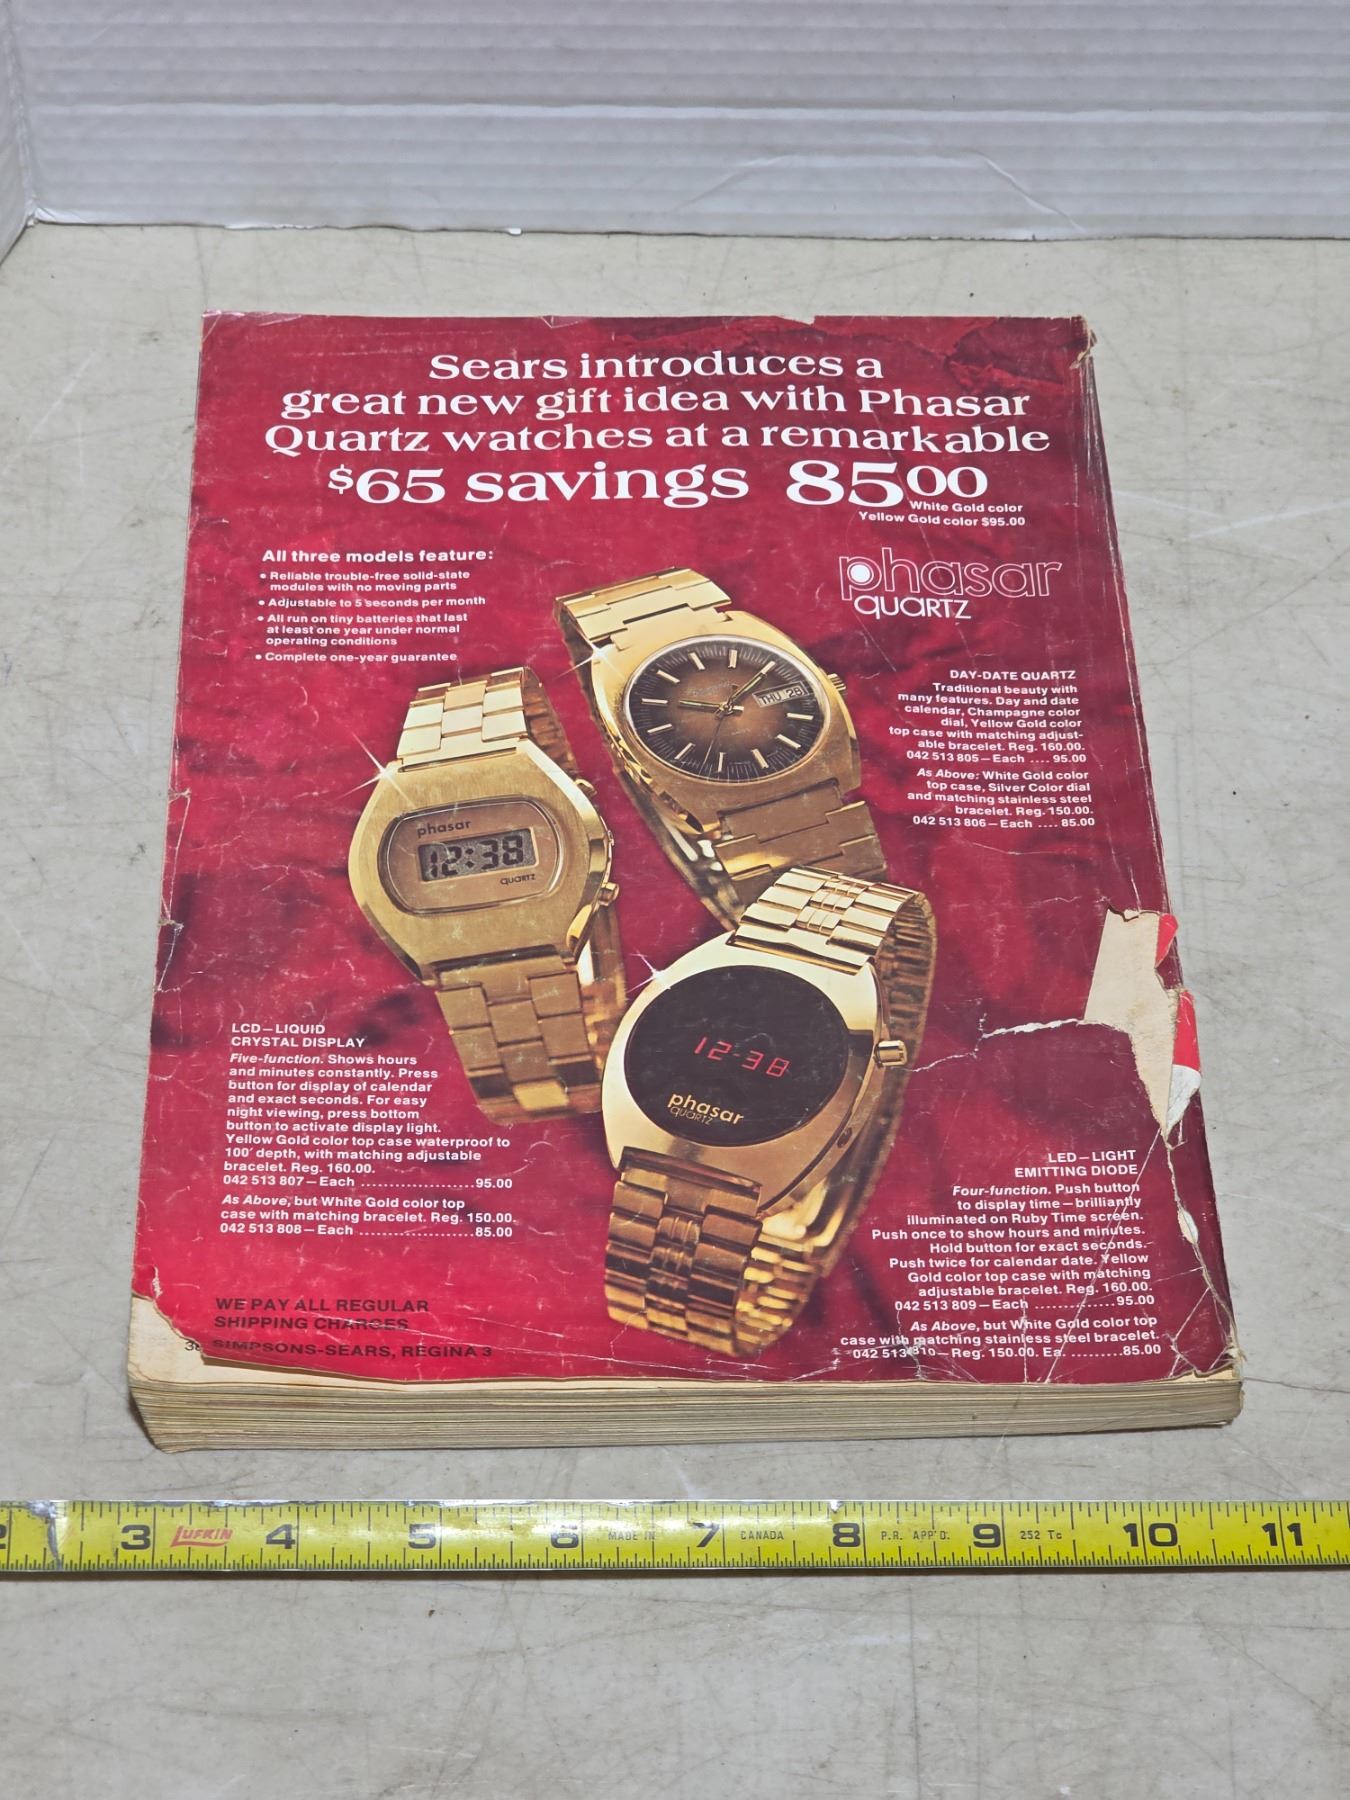 Sears introduces a
great new gift idea with Phasar
Quartz watches at a remarkable
$65 savings 8500
White Gold color
Yellow Gold color $95.00
All three models feature:
• Reliable trouble-free solid-state
modules with no moving parts
• Adjustable to 5 seconds per month
• All run on tiny batteries that last
at least one year under normal
operating conditions
• Complete one-year guarantee
phasar
QUARTZ
DAY-DATE QUARTZ
Traditional beauty with
many features. Day and date
calendar, Champagne color
dial, Yellow Gold color
top case with matching adjust-
able bracelet. Reg. 160.00.
042 513 805—Each .... 95.00
As Above: White Gold color
top case, Silver Color dial
and matching stainless steel
bracelet. Reg. 150.00.
042 513 806—Each .... 85.00
THU 28
phasar
12:38
QUARTZ
12:38
phasar
QUARTZ
LCD—LIQUID
CRYSTAL DISPLAY
Five-function. Shows hours
and minutes constantly. Press
button for display of calendar
and exact seconds. For easy
night viewing, press bottom
button to activate display light.
Yellow Gold color top case waterproof to
100' depth, with matching adjustable
bracelet. Reg. 160.00.
042 513 807—Each ...................95.00
As Above, but White Gold color top
case with matching bracelet. Reg. 150.00.
042 513 808—Each ...................85.00
LED—LIGHT
EMITTING DIODE
Four-function. Push button
to display time—brilliantly
illuminated on Ruby Time screen.
Push once to show hours and minutes.
Hold button for exact seconds.
Push twice for calendar date. Yellow
Gold color top case with matching
adjustable bracelet. Reg. 160.00.
042 513 809—Each ..............95.00
As Above, but White Gold color top
case with matching stainless steel bracelet.
042 513 810—Reg. 150.00. Ea. .........85.00
WE PAY ALL REGULAR
SHIPPING CHARGES
SIMPSONS-SEARS, REGINA 3
2 3 LUFKIN 4 5 6 MADE IN 7 CANADA 8 P.R. APP'D. 9 252 Tc 10 11